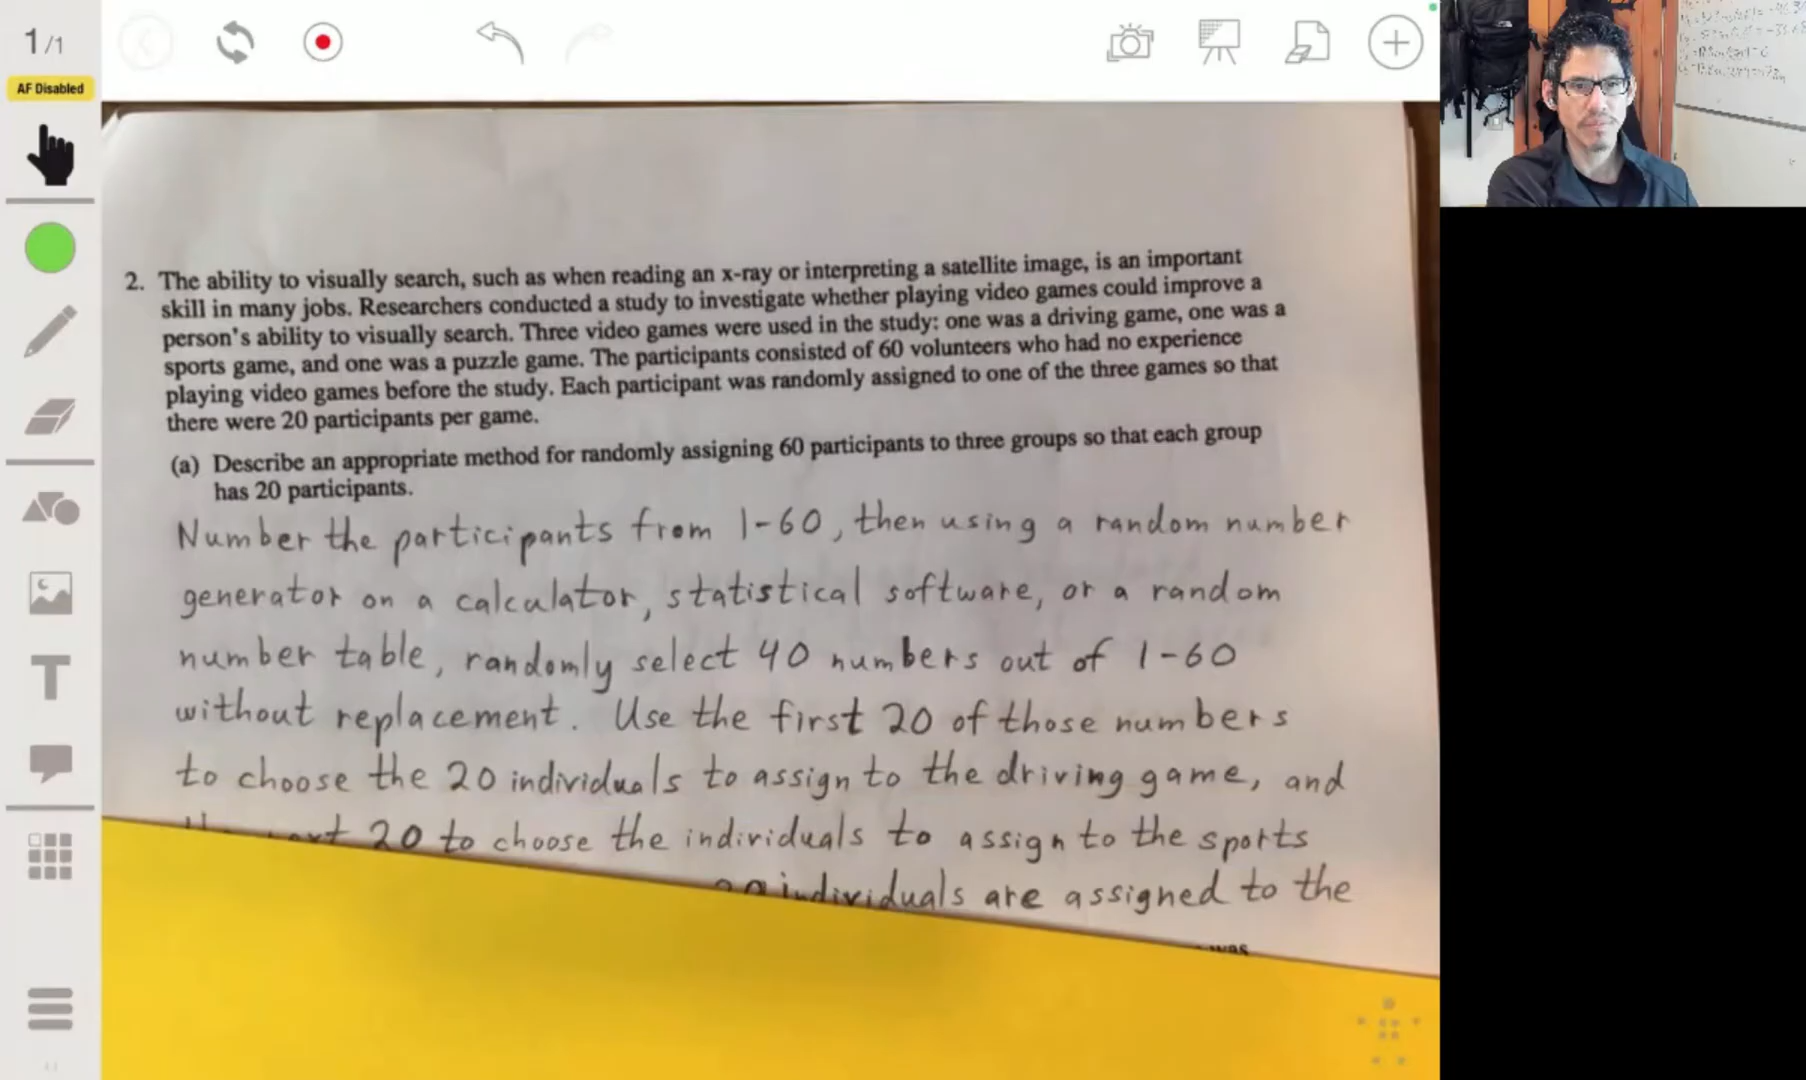 1/1
AF Disabled
2. The ability to visually search, such as when reading an x-ray or interpreting a satellite image, is an important
skill in many jobs. Researchers conducted a study to investigate whether playing video games could improve a
person's ability to visually search. Three video games were used in the study: one was a driving game, one was a
sports game, and one was a puzzle game. The participants consisted of 60 volunteers who had no experience
playing video games before the study. Each participant was randomly assigned to one of the three games so that
there were 20 participants per game.
(a) Describe an appropriate method for randomly assigning 60 participants to three groups so that each group
has 20 participants.
Number the participants from 1-60, then using a random number
generator on a calculator, statistical software, or a random
number table, randomly select 40 numbers out of 1-60
without replacement. Use the first 20 of those numbers
to choose the 20 individuals to assign to the driving game, and
20 to choose the individuals to assign to the sports
individuals are assigned to the
was
T